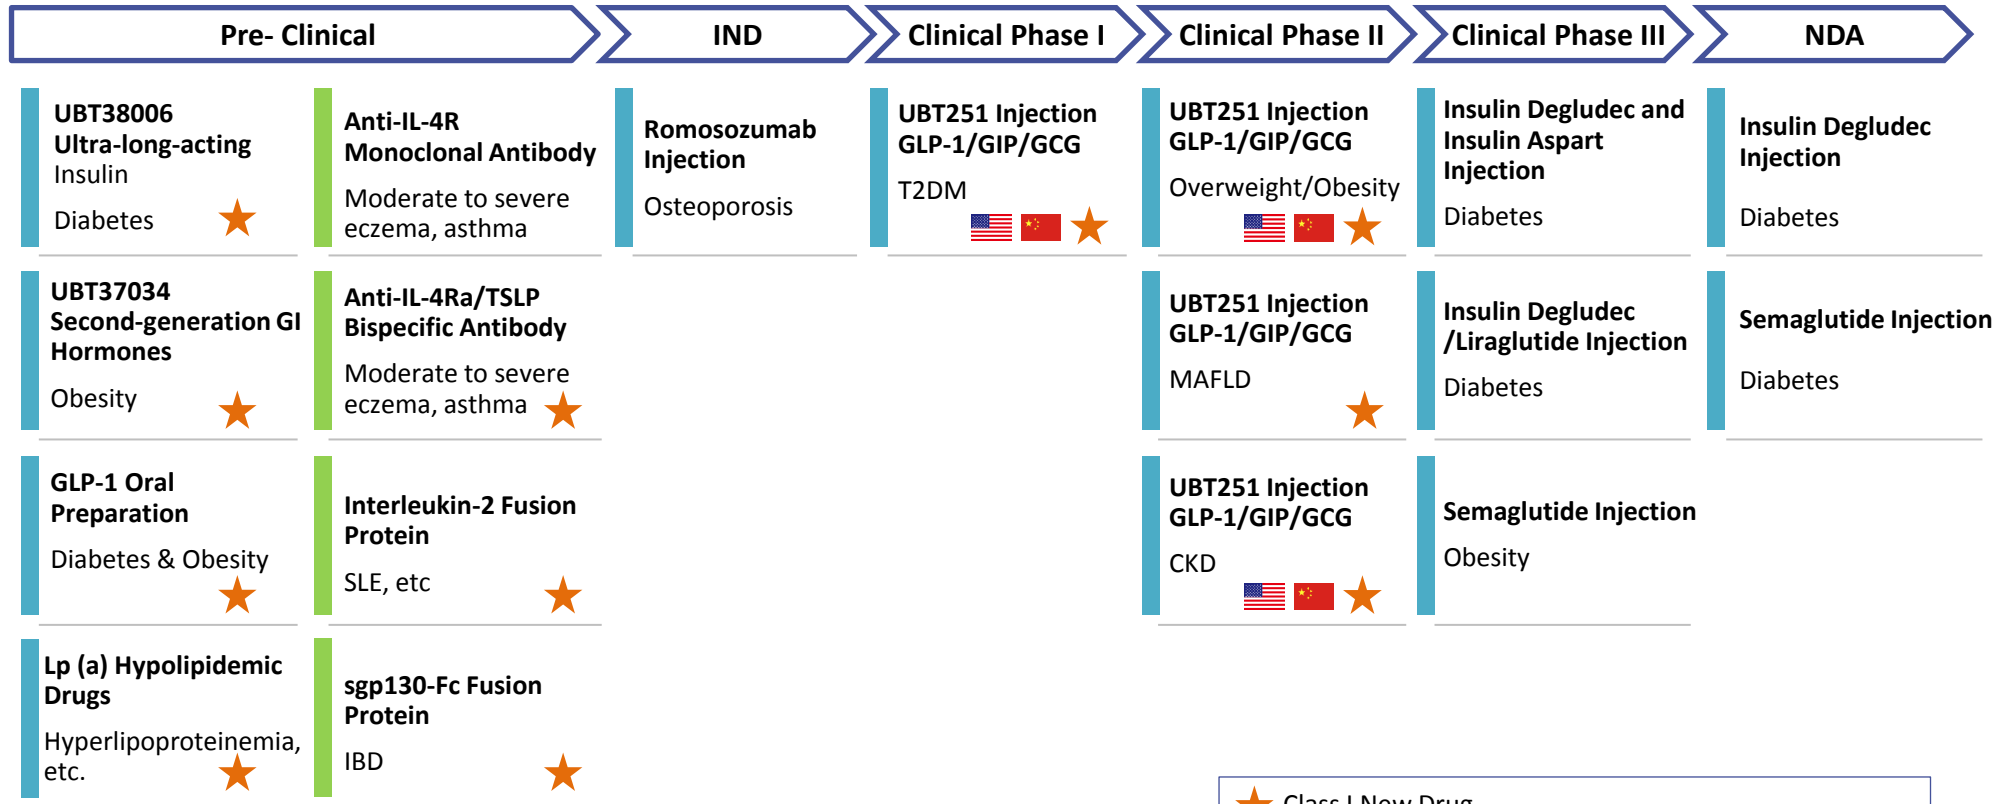 Pre- Clinical
IND
Clinical Phase I
Clinical Phase II
Clinical Phase III
NDA
UBT38006
Ultra-long-acting
Insulin
Diabetes
UBT37034
Second-generation GI
Hormones
Obesity
GLP-1 Oral
Preparation
Diabetes & Obesity
Lp (a) Hypolipidemic
Drugs
Hyperlipoproteinemia,
etc.
Anti-IL-4R
Monoclonal Antibody
Moderate to severe
eczema, asthma
Anti-IL-4Ra/TSLP
Bispecific Antibody
Moderate to severe
eczema, asthma
Interleukin-2 Fusion
Protein
SLE, etc
sgp130-Fc Fusion
Protein
IBD
Romosozumab
Injection
Osteoporosis
UBT251 Injection
GLP-1/GIP/GCG
T2DM
UBT251 Injection
GLP-1/GIP/GCG
Overweight/Obesity
UBT251 Injection
GLP-1/GIP/GCG
MAFLD
UBT251 Injection
GLP-1/GIP/GCG
CKD
Insulin Degludec and
Insulin Aspart
Injection
Diabetes
Insulin Degludec
/Liraglutide Injection
Diabetes
Semaglutide Injection
Obesity
Insulin Degludec
Injection
Diabetes
Semaglutide Injection
Diabetes
Class I New Drug